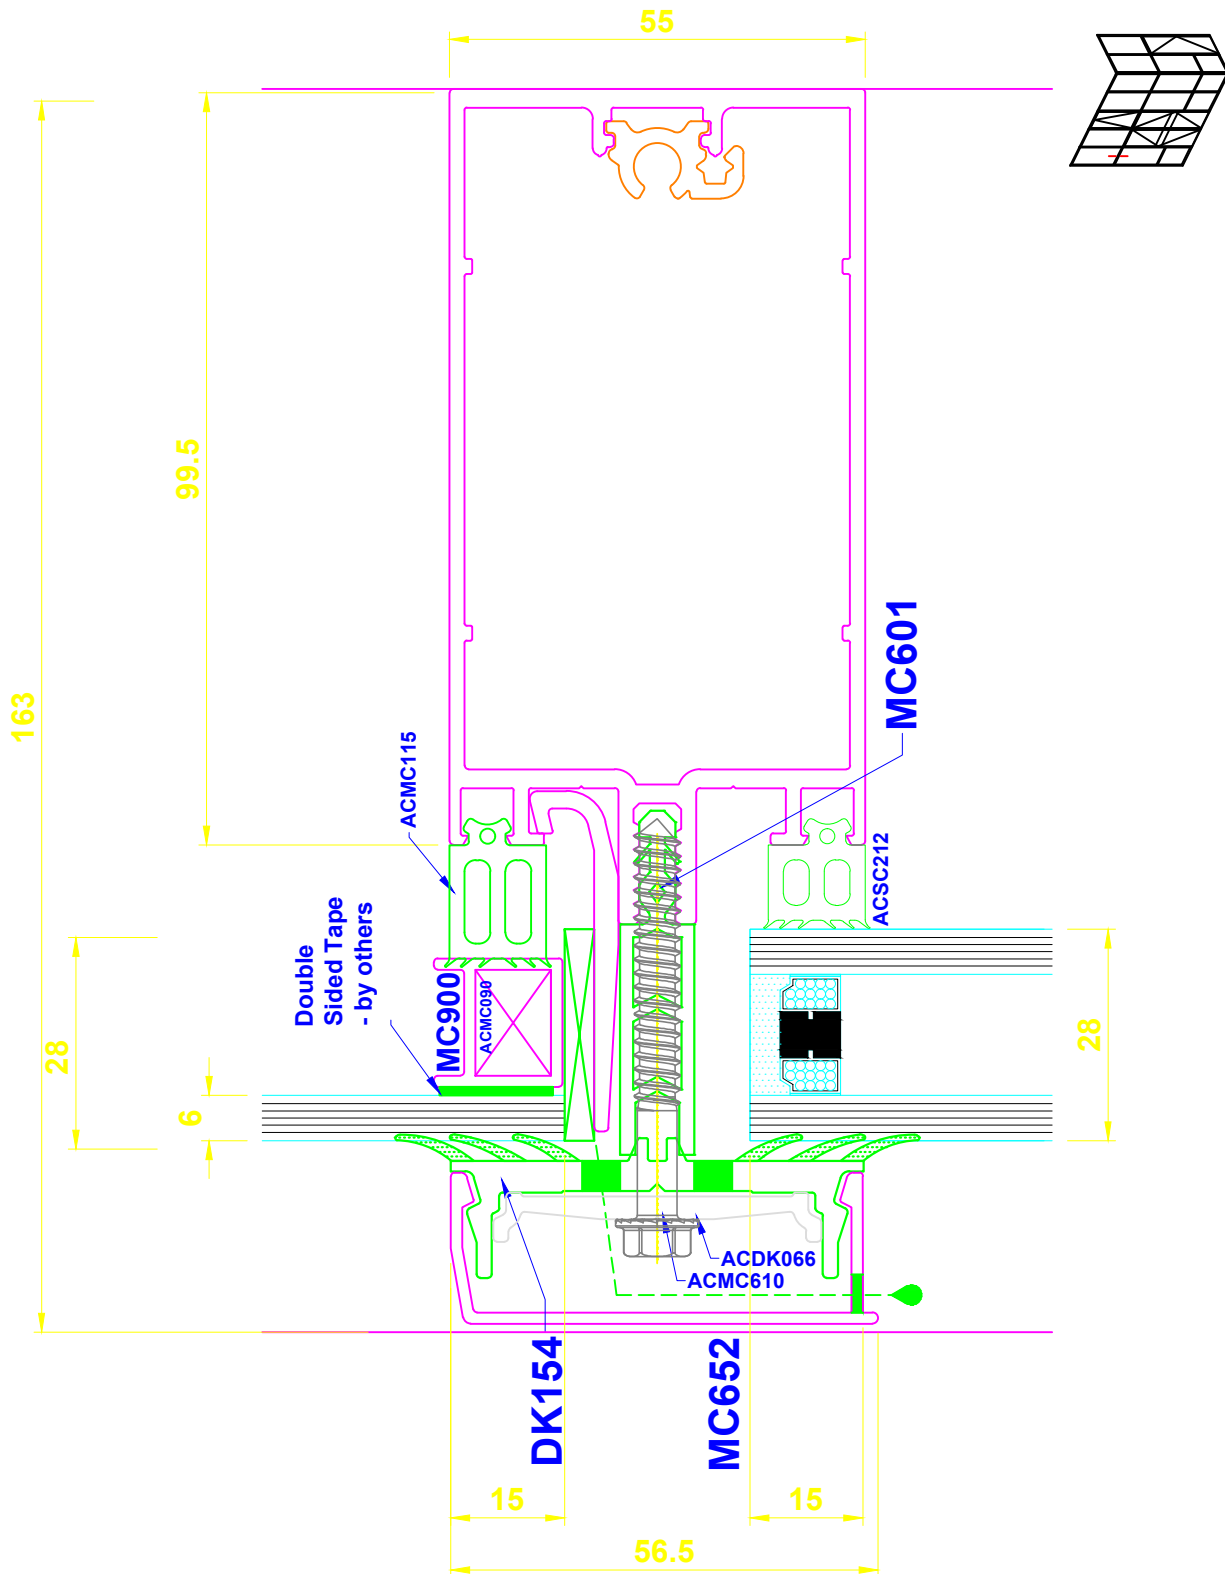 55
99.5
163
MC601
ACMC115
ACSC212
Double
Sided Tape
- by others
MC900
ACMC090
28
28
6
ACDK066
ACMC610
DK154
MC652
15
15
56.5